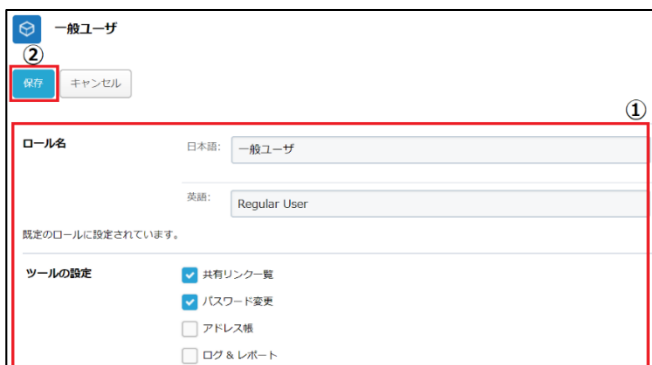 一般ユーザ
②
保存 キャンセル
①
ロール名 日本語: 一般ユーザ
英語: Regular User
既定のロールに設定されています。
ツールの設定 共有リンク一覧
パスワード変更
アドレス帳
ログ & レポート